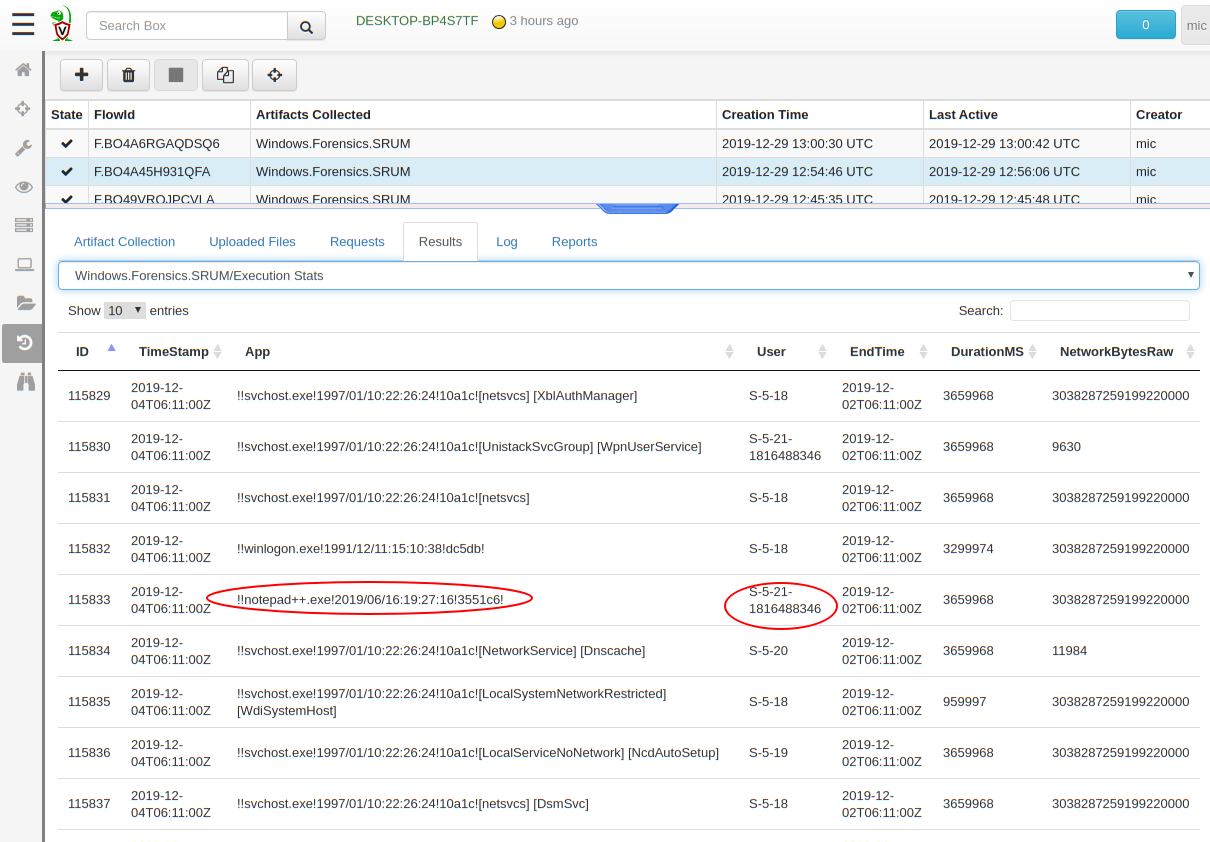 V
Search Box
DESKTOP-BP4S7TF 3 hours ago
0
mic
State FlowId Artifacts Collected Creation Time Last Active Creator
F.BO4A6RGAQDSQ6 Windows.Forensics.SRUM 2019-12-29 13:00:30 UTC 2019-12-29 13:00:42 UTC mic
F.BO4A45H931QFA Windows.Forensics.SRUM 2019-12-29 12:54:46 UTC 2019-12-29 12:56:06 UTC mic
F.BO49VROJPCVLA Windows.Forensics.SRUM 2019-12-29 12:45:35 UTC 2019-12-29 12:45:48 UTC mic
Artifact Collection Uploaded Files Requests Results Log Reports
Windows.Forensics.SRUM/Execution Stats
Show 10 entries Search:
ID TimeStamp App User EndTime DurationMS NetworkBytesRaw
2019-12- 2019-12-
115829 !!svchost.exe!1997/01/10:22:26:24!10a1c![netsvcs] [XblAuthManager] S-5-18 3659968 3038287259199220000
04T06:11:00Z 02T06:11:00Z
2019-12- S-5-21- 2019-12-
115830 !!svchost.exe!1997/01/10:22:26:24!10a1c![UnistackSvcGroup] [WpnUserService] 3659968 9630
04T06:11:00Z 1816488346 02T06:11:00Z
2019-12- 2019-12-
115831 !!svchost.exe!1997/01/10:22:26:24!10a1c![netsvcs] S-5-18 3659968 3038287259199220000
04T06:11:00Z 02T06:11:00Z
2019-12- 2019-12-
115832 !!winlogon.exe!1991/12/11:15:10:38!dc5db! S-5-18 3299974 3038287259199220000
04T06:11:00Z 02T06:11:00Z
2019-12- S-5-21- 2019-12-
115833 !!notepad++.exe!2019/06/16:19:27:16!3551c6! 3659968 3038287259199220000
04T06:11:00Z 1816488346 02T06:11:00Z
2019-12- 2019-12-
115834 !!svchost.exe!1997/01/10:22:26:24!10a1c![NetworkService] [Dnscache] S-5-20 3659968 11984
04T06:11:00Z 02T06:11:00Z
2019-12- !!svchost.exe!1997/01/10:22:26:24!10a1c![LocalSystemNetworkRestricted] 2019-12-
115835 S-5-18 959997 3038287259199220000
04T06:11:00Z [WdiSystemHost] 02T06:11:00Z
2019-12- 2019-12-
115836 !!svchost.exe!1997/01/10:22:26:24!10a1c![LocalServiceNoNetwork] [NcdAutoSetup] S-5-19 3659968 3038287259199220000
04T06:11:00Z 02T06:11:00Z
2019-12- 2019-12-
115837 !!svchost.exe!1997/01/10:22:26:24!10a1c![netsvcs] [DsmSvc] S-5-18 3659968 3038287259199220000
04T06:11:00Z 02T06:11:00Z